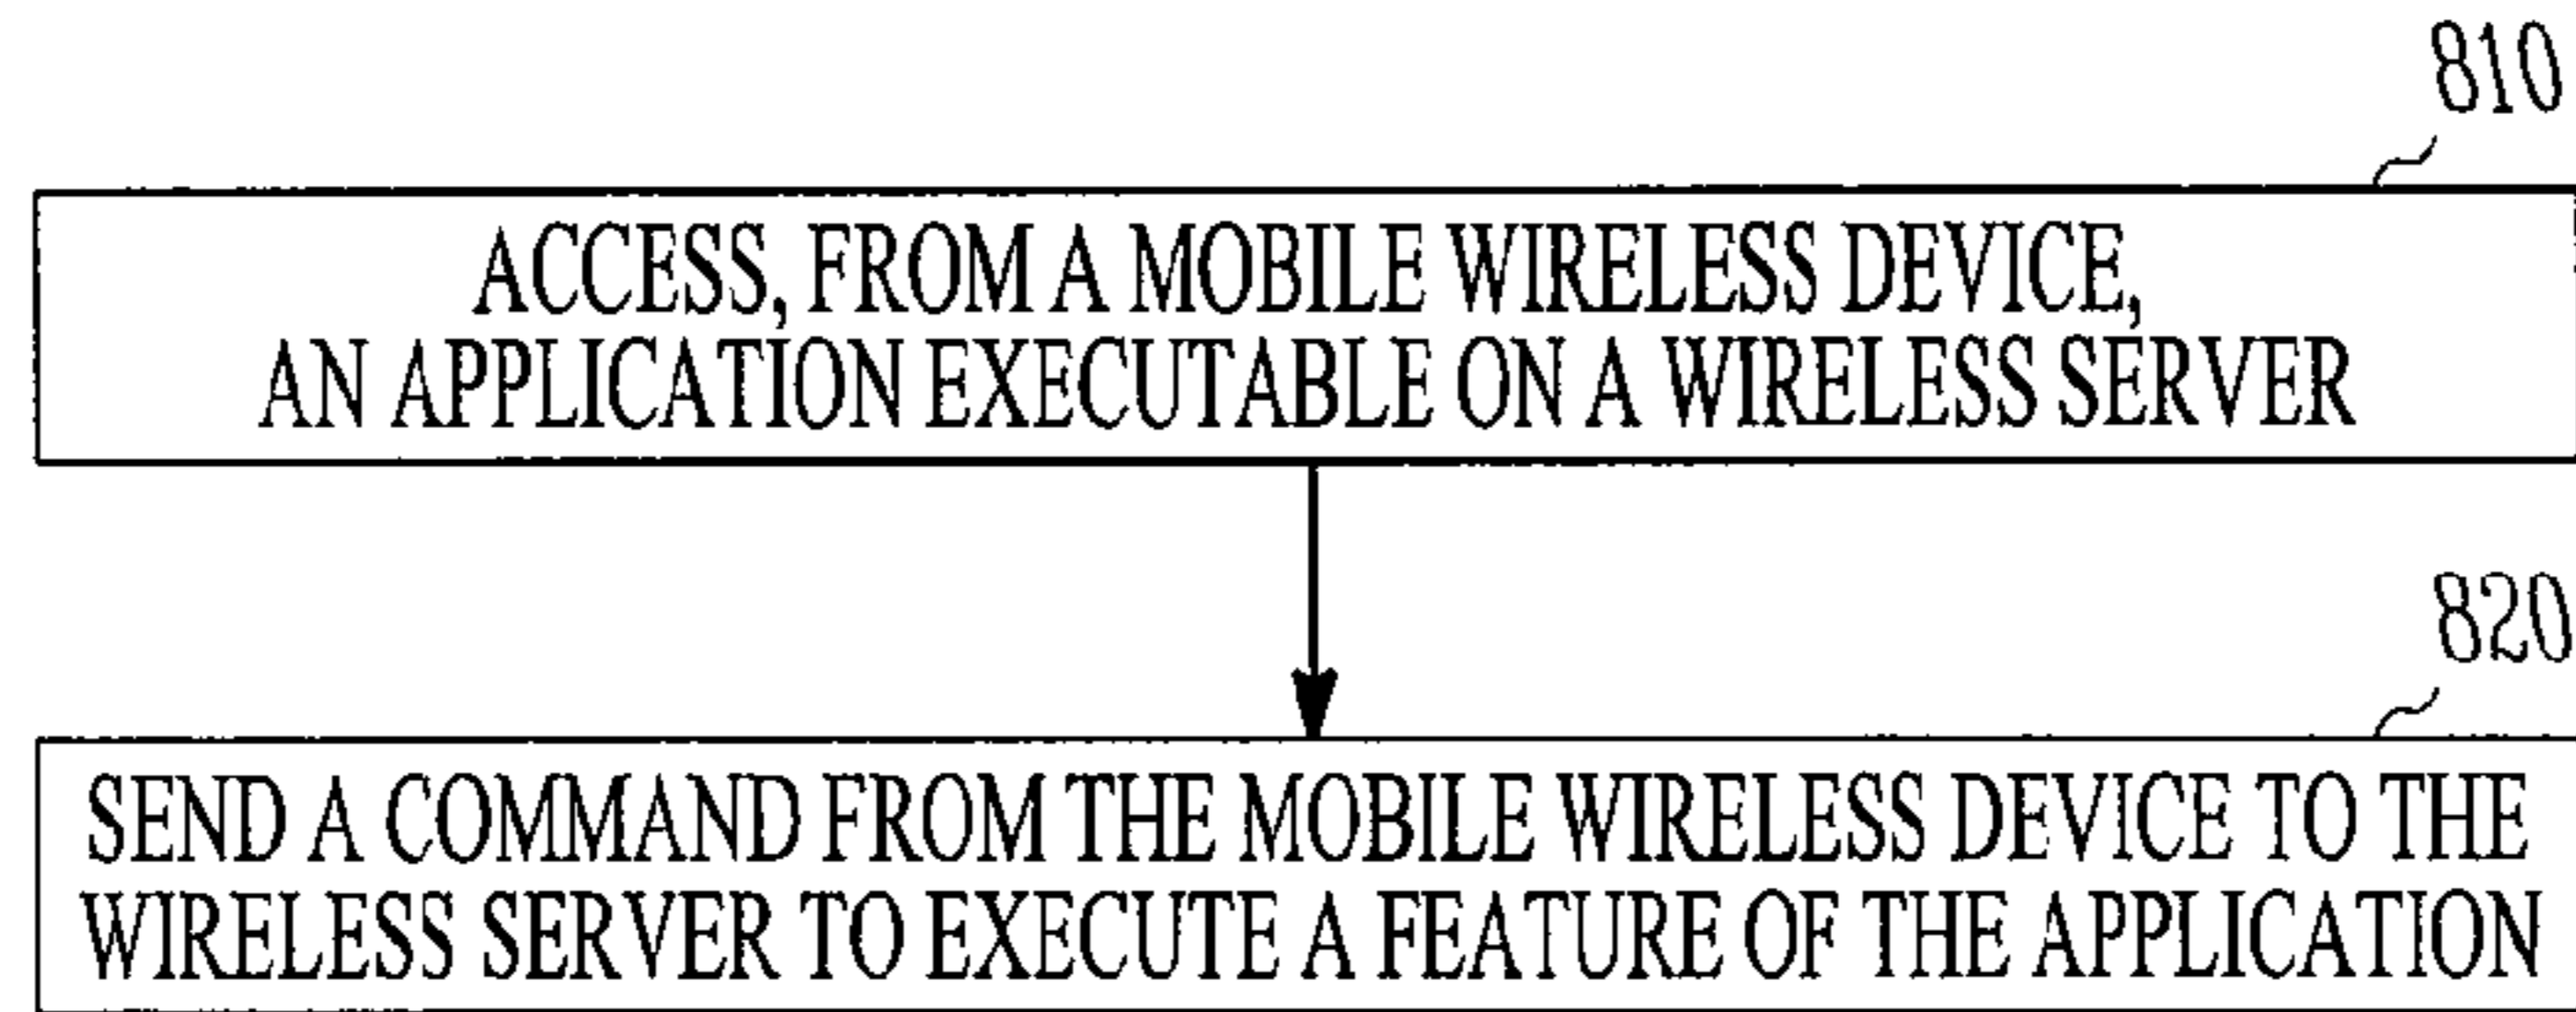 810
ACCESS, FROM A MOBILE WIRELESS DEVICE,
AN APPLICATION EXECUTABLE ON A WIRELESS SERVER
820
SEND A COMMAND FROM THE MOBILE WIRELESS DEVICE TO THE
WIRELESS SERVER TO EXECUTE A FEATURE OF THE APPLICATION